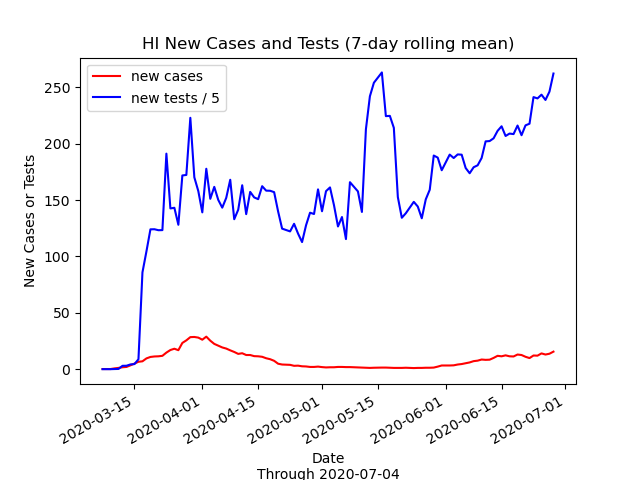 HI New Cases and Tests (7-day rolling mean)
new cases
new tests / 5
New Cases or Tests
250
200
150
100
50
0
2020-03-15
2020-04-01
2020-04-15
2020-05-01
2020-05-15
2020-06-01
2020-06-15
2020-07-01
Date
Through 2020-07-04